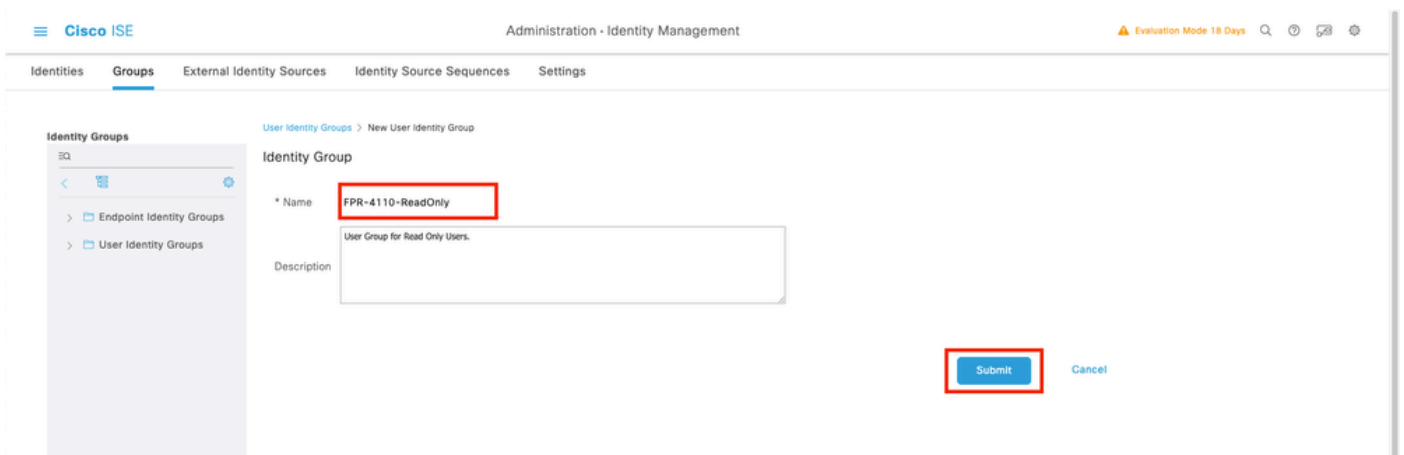 Cisco ISE
Administration · Identity Management
Evaluation Mode 18 Days
Identities Groups External Identity Sources Identity Source Sequences Settings
Identity Groups
Endpoint Identity Groups
User Identity Groups
User Identity Groups > New User Identity Group
Identity Group
* Name FPR-4110-ReadOnly
User Group for Read Only Users.
Description
Submit Cancel